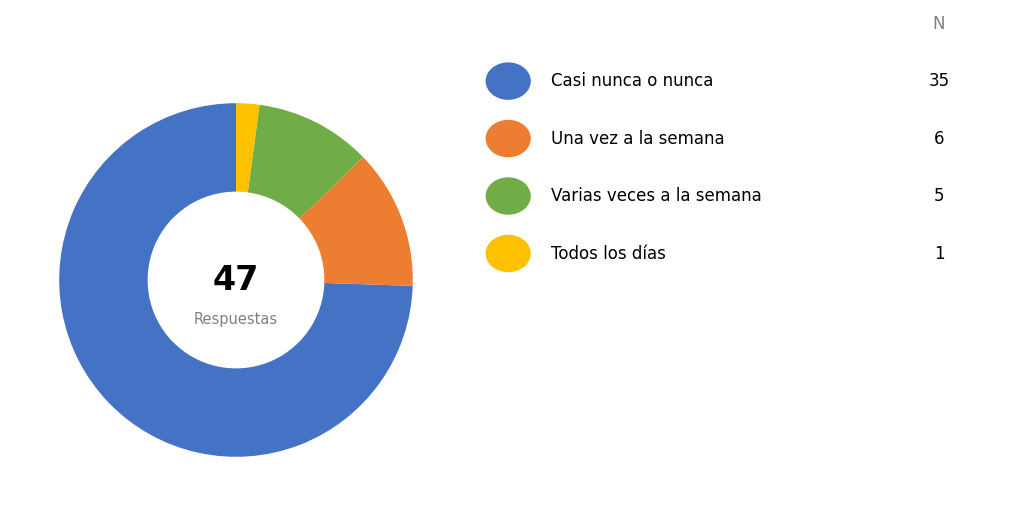 N
Casi nunca o nunca 35
Una vez a la semana 6
Varias veces a la semana 5
Todos los días 1
47
Respuestas